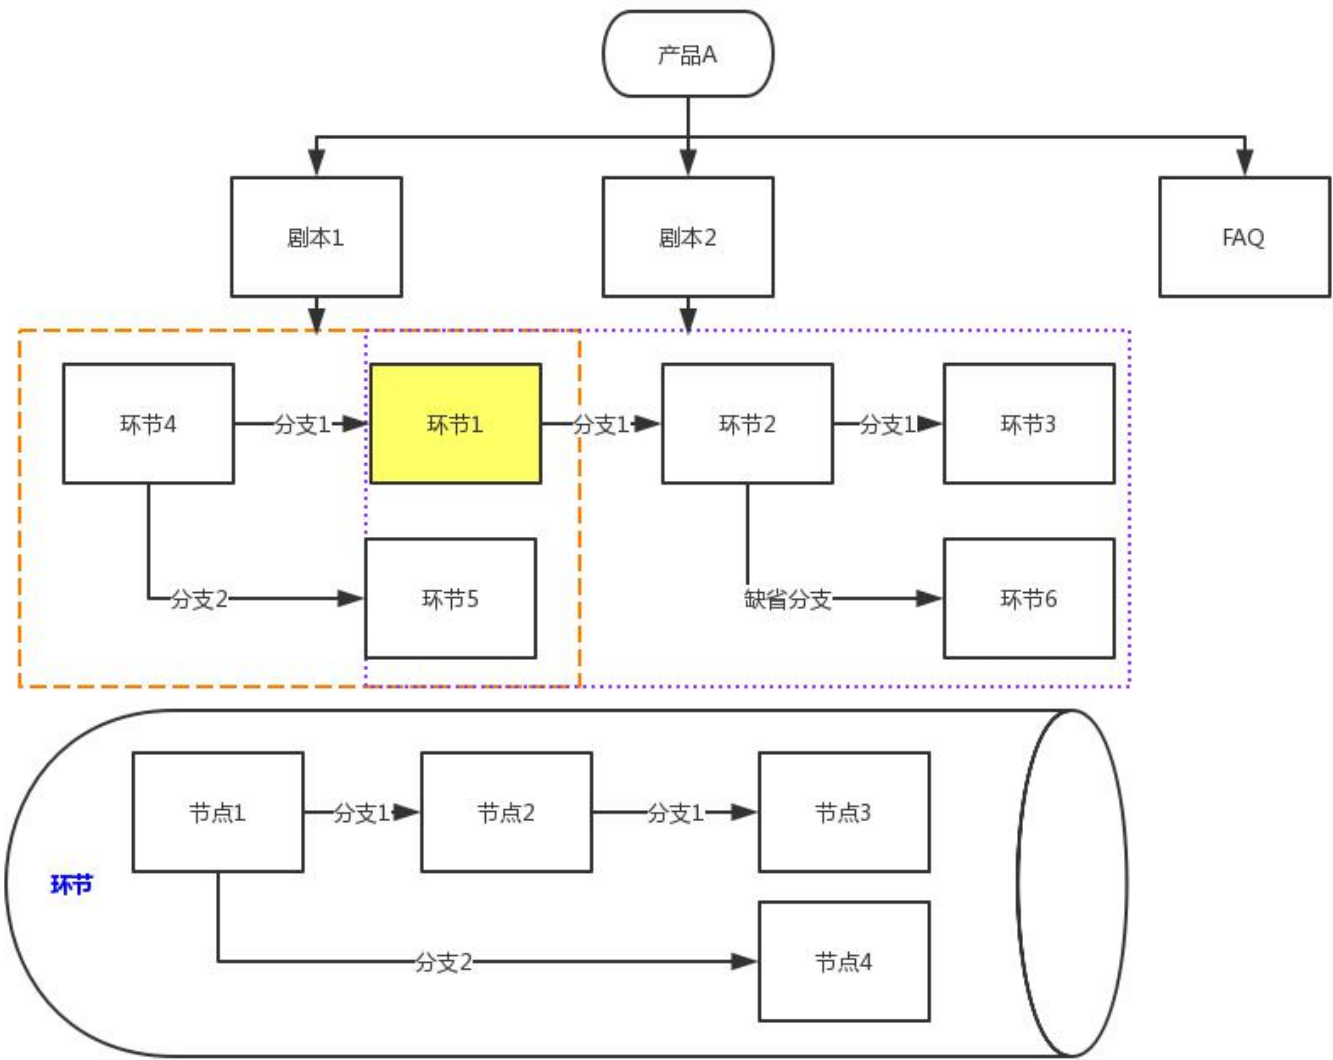 产品A
剧本1
剧本2
FAQ
环节4
分支1
环节1
分支1
环节2
分支1
环节3
分支2
环节5
缺省分支
环节6
节点1
分支1
节点2
分支1
节点3
环节
分支2
节点4